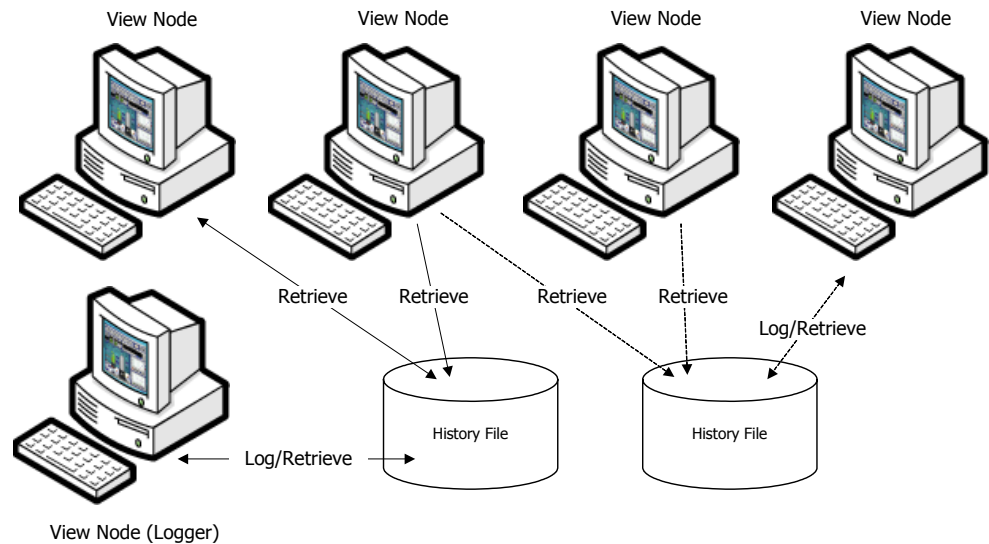 View Node
View Node
View Node
View Node
Retrieve
Retrieve
Retrieve
Retrieve
Log/Retrieve
History File
History File
Log/Retrieve
View Node (Logger)